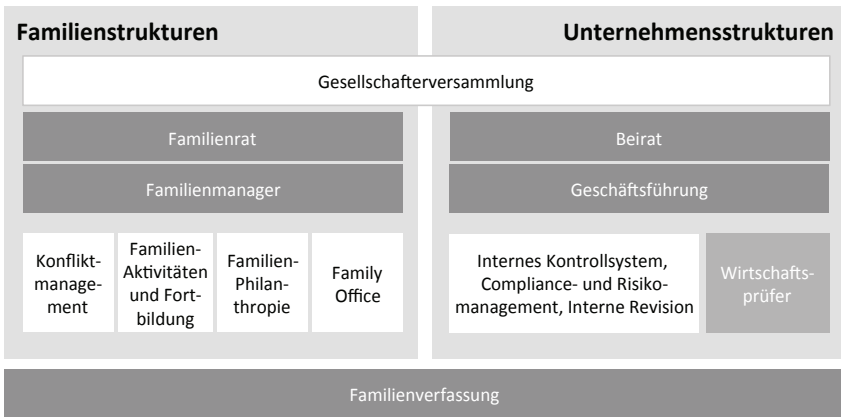 Familienstrukturen
Unternehmensstrukturen
Gesellschafterversammlung
Familienrat
Beirat
Familienmanager
Geschäftsführung
Konflikt-
manage-
ment
Familien-
Aktivitäten
und Fort-
bildung
Familien-
Philan-
thropie
Family
Office
Internes Kontrollsystem,
Compliance- und Risiko-
management, Interne Revision
Wirtschafts-
prüfer
Familienverfassung